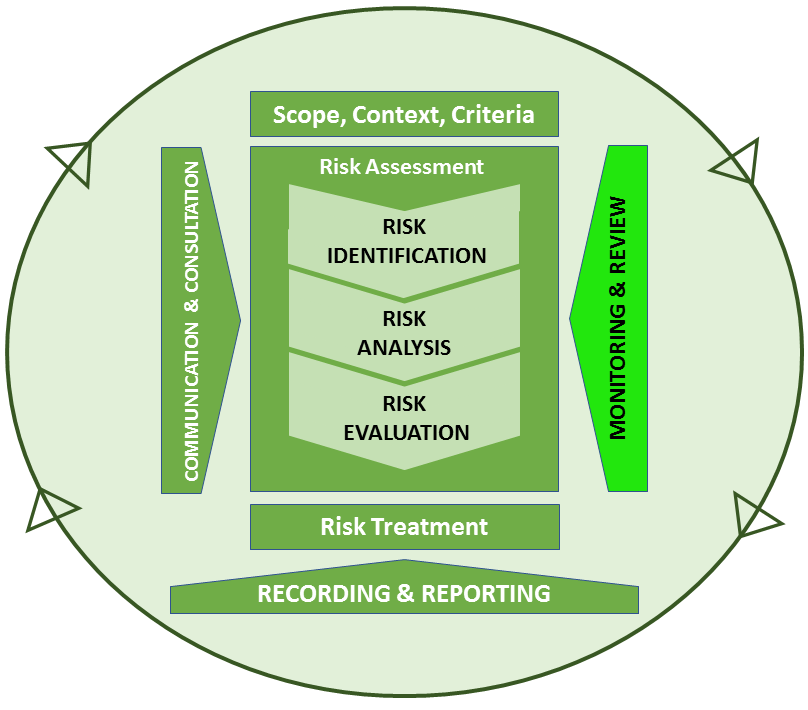 Scope, Context, Criteria
Risk Assessment
RISK
IDENTIFICATION
RISK
ANALYSIS
RISK
EVALUATION
COMMUNICATION & CONSULTATION
MONITORING & REVIEW
Risk Treatment
RECORDING & REPORTING